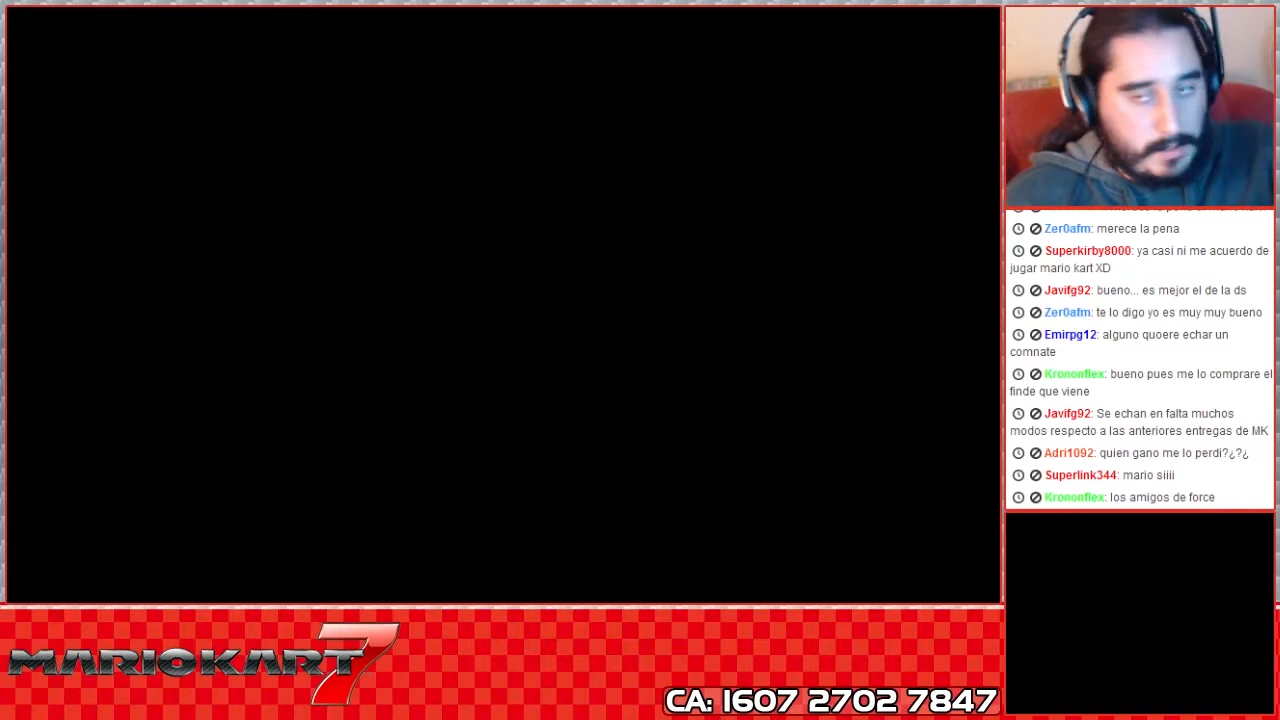 Zer0afm: merece la pena
Superkirby8000: ya casi ni me acuerdo de
jugar mario kart XD
Javifg92: bueno... es mejor el de la ds
Zer0afm: te lo digo yo es muy muy bueno
Emirpg12: alguno quoere echar un
comnate
Krononflex: bueno pues me lo comprare el
finde que viene
Javifg92: Se echan en falta muchos
modos respecto a las anteriores entregas de MK
Adri1092: quien gano me lo perdi?¿?¿
Superlink344: mario siiii
Krononflex: los amigos de force
MARIOKART 7
CA: 1607 2702 7847